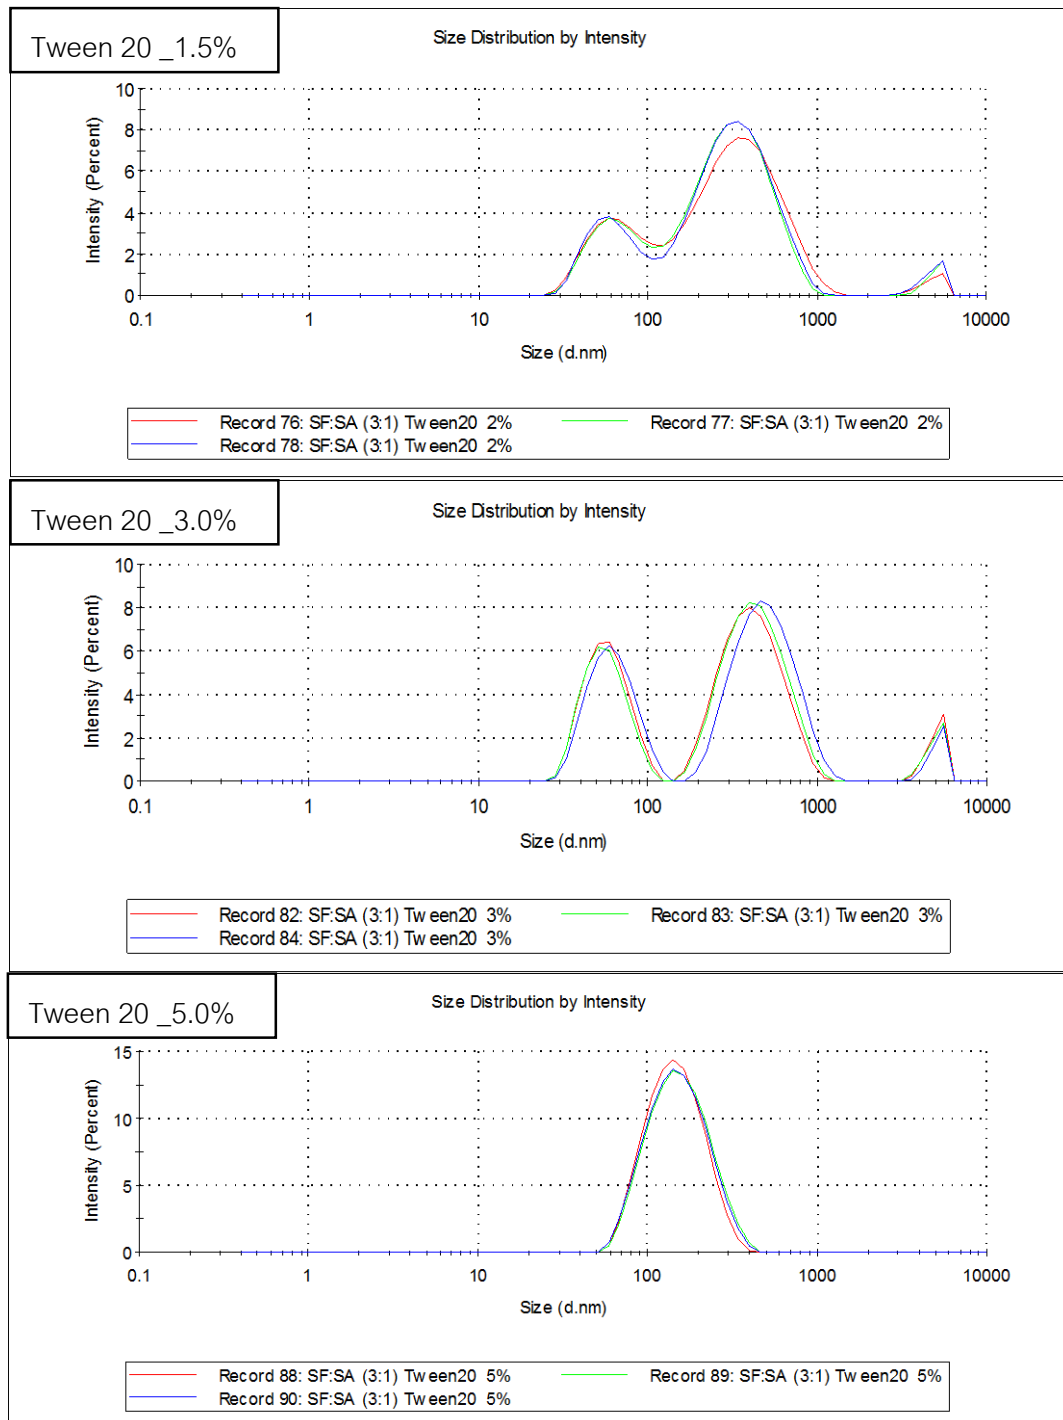 Tween 20 _1.5%
Size Distribution by Intensity
10
8
6
4
2
0
Intensity (Percent)
0.1 1 10 100 1000 10000
Size (d.nm)
Record 76: SF:SA (3:1) Tween20 2% Record 77: SF:SA (3:1) Tween20 2%
Record 78: SF:SA (3:1) Tween20 2%
Tween 20 _3.0%
Size Distribution by Intensity
10
8
6
4
2
0
Intensity (Percent)
0.1 1 10 100 1000 10000
Size (d.nm)
Record 82: SF:SA (3:1) Tween20 3% Record 83: SF:SA (3:1) Tween20 3%
Record 84: SF:SA (3:1) Tween20 3%
Tween 20 _5.0%
Size Distribution by Intensity
15
10
5
0
Intensity (Percent)
0.1 1 10 100 1000 10000
Size (d.nm)
Record 88: SF:SA (3:1) Tween20 5% Record 89: SF:SA (3:1) Tween20 5%
Record 90: SF:SA (3:1) Tween20 5%